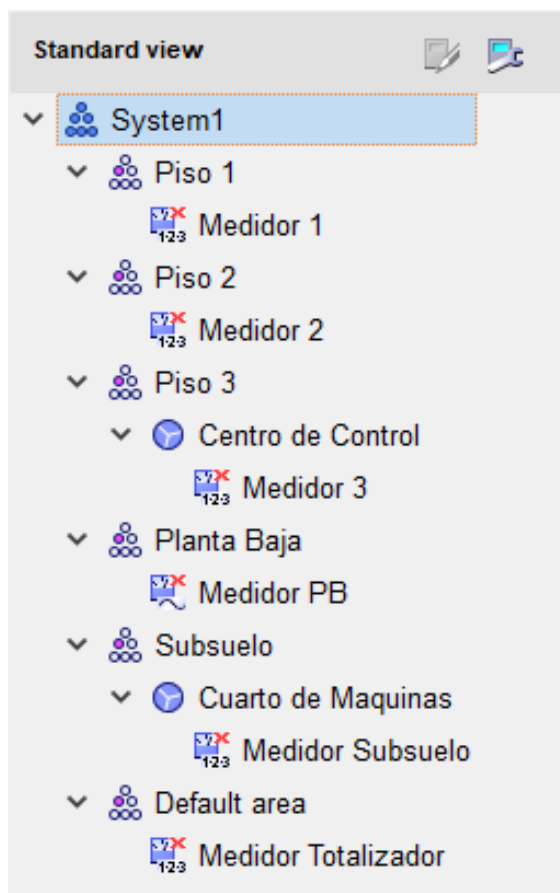 Standard view
System1
Piso 1
Medidor 1
Piso 2
Medidor 2
Piso 3
Centro de Control
Medidor 3
Planta Baja
Medidor PB
Subsuelo
Cuarto de Maquinas
Medidor Subsuelo
Default area
Medidor Totalizador